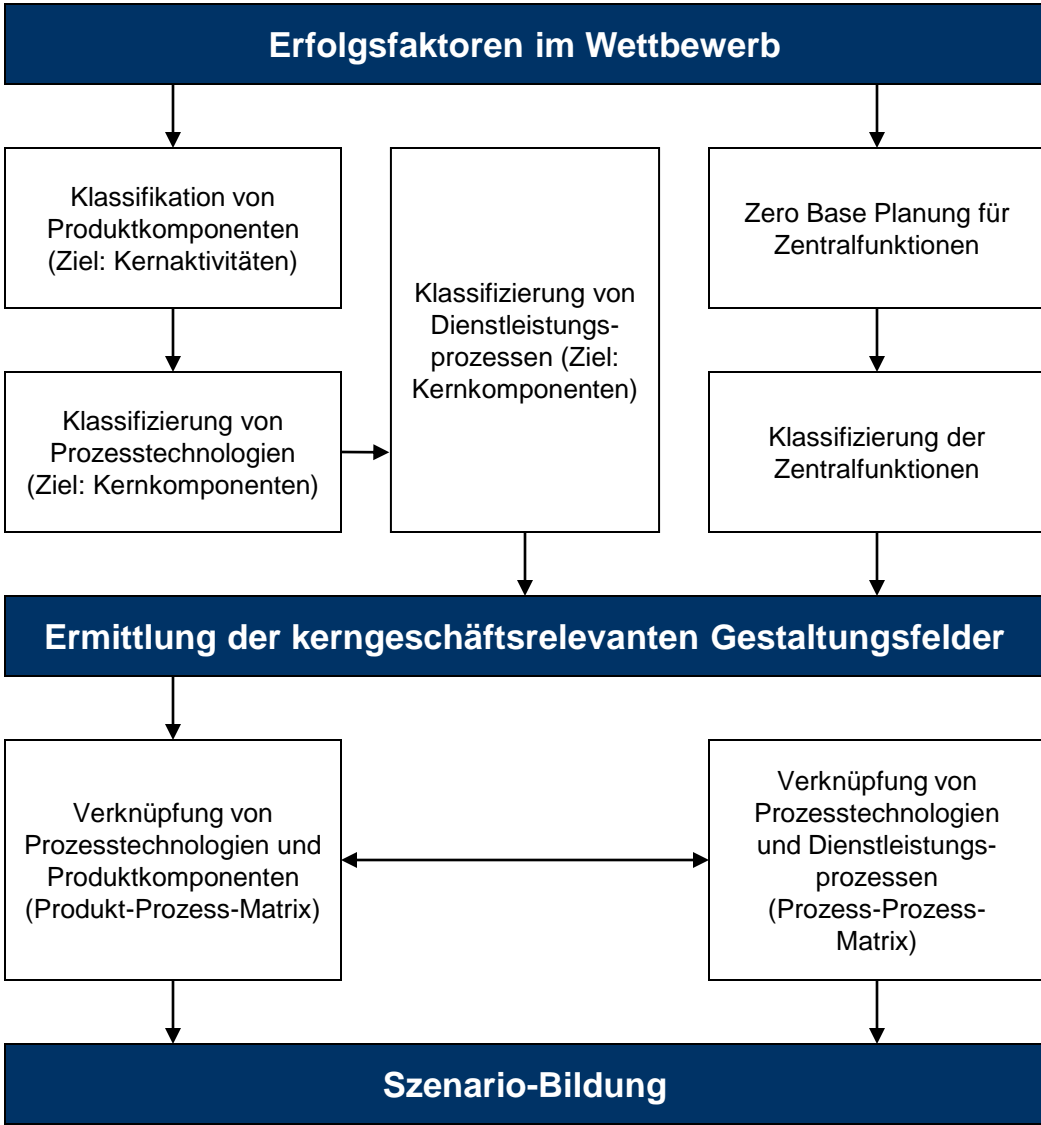 Erfolgsfaktoren im Wettbewerb
Klassifikation von
Produktkomponenten
(Ziel: Kernaktivitäten)
Klassifizierung von
Prozesstechnologien
(Ziel: Kernkomponenten)
Klassifizierung von
Dienstleistungs-
prozessen (Ziel:
Kernkomponenten)
Zero Base Planung für
Zentralfunktionen
Klassifizierung der
Zentralfunktionen
Ermittlung der kerngeschäftsrelevanten Gestaltungsfelder
Verknüpfung von
Prozesstechnologien und
Produktkomponenten
(Produkt-Prozess-Matrix)
Verknüpfung von
Prozesstechnologien
und Dienstleistungs-
prozessen
(Prozess-Prozess-
Matrix)
Szenario-Bildung